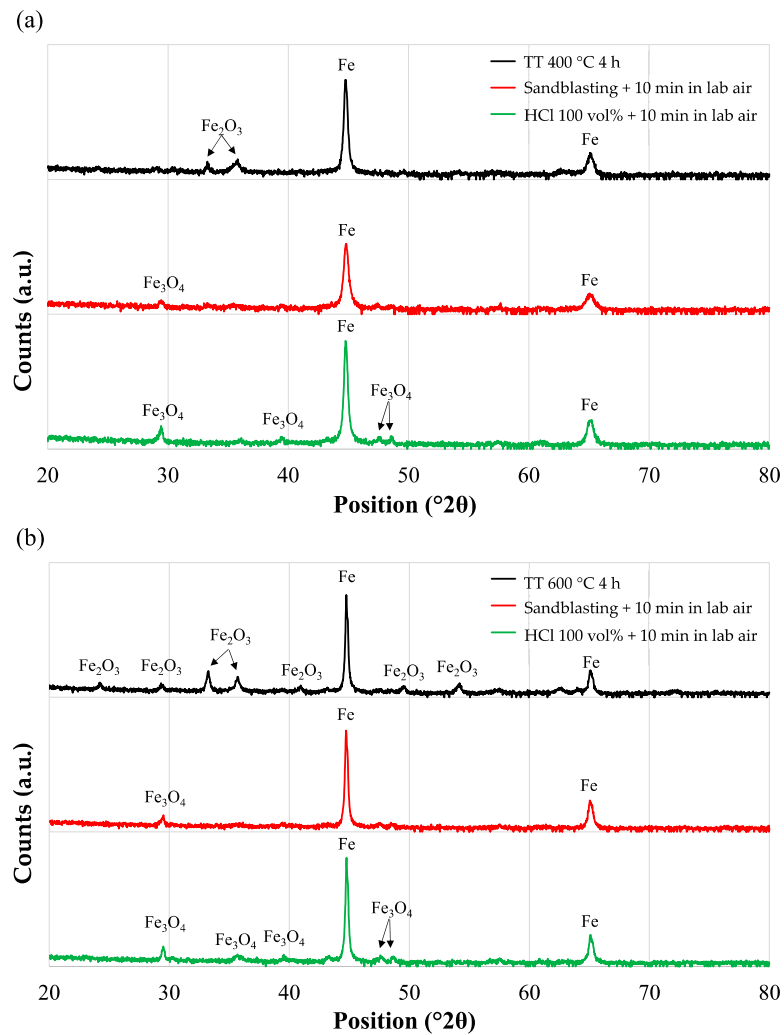 (a)
Fe
TT 400 °C 4 h
Sandblasting + 10 min in lab air
HCl 100 vol% + 10 min in lab air
Fe₂O₃
Fe
Fe
Fe₃O₄
Fe
Fe
Fe₃O₄
Fe₃O₄
Fe₃O₄
Fe
Counts (a.u.)
20 30 40 50 60 70 80
Position (°2θ)
(b)
Fe
TT 600 °C 4 h
Sandblasting + 10 min in lab air
HCl 100 vol% + 10 min in lab air
Fe₂O₃
Fe₂O₃ Fe₂O₃ Fe₂O₃ Fe₂O₃ Fe₂O₃ Fe
Fe
Fe₃O₄
Fe
Fe
Fe₃O₄
Fe₃O₄ Fe₃O₄ Fe₃O₄ Fe
Counts (a.u.)
20 30 40 50 60 70 80
Position (°2θ)